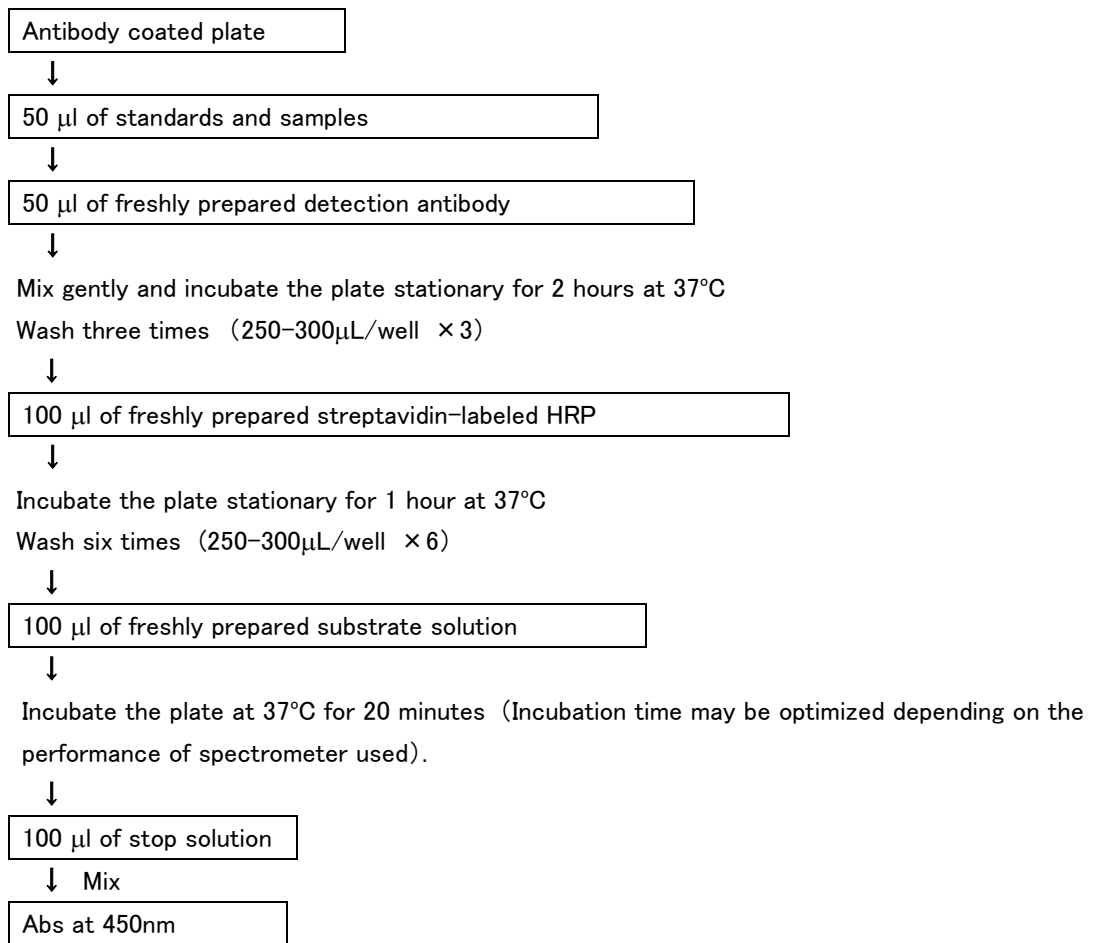 Antibody coated plate
↓
50 μl of standards and samples
↓
50 μl of freshly prepared detection antibody
↓
Mix gently and incubate the plate stationary for 2 hours at 37°C
Wash three times （250-300μL/well ×3）
↓
100 μl of freshly prepared streptavidin-labeled HRP
↓
Incubate the plate stationary for 1 hour at 37°C
Wash six times （250-300μL/well ×6）
↓
100 μl of freshly prepared substrate solution
↓
Incubate the plate at 37°C for 20 minutes （Incubation time may be optimized depending on the
performance of spectrometer used）.
↓
100 μl of stop solution
↓ Mix
Abs at 450nm